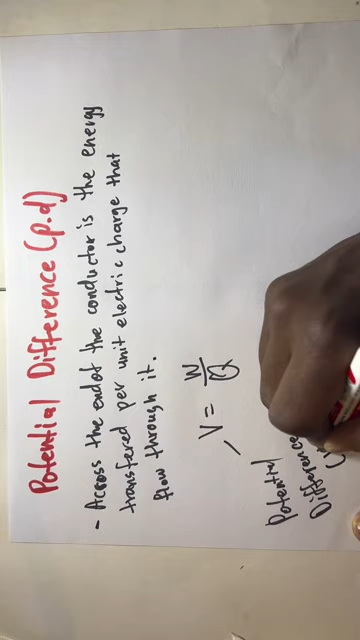 Potential Difference (p.d)
- Across the end of the conductor is the energy
transfered per unit electric charge that
flow through it.
V = W/Q
Potential
Difference